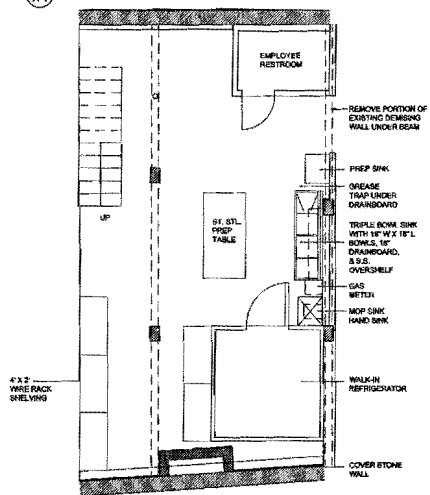 EMPLOYEE
RESTROOM
REMOVE PORTION OF
EXISTING DEMISING
WALL UNDER BEAM
PREP SINK
GREASE
TRAP UNDER
DRAINBOARD
UP
ST. STL.
PREP
TABLE
TRIPLE BOWL SINK
WITH 18" W X 18" L
BOWLS, 18"
DRAINBOARD,
& S.S.
OVERSHELF
GAS
METER
MOP SINK
HAND SINK
4' X 2'
WIRE RACK
SHELVING
WALK-IN
REFRIGERATOR
COVER STONE
WALL